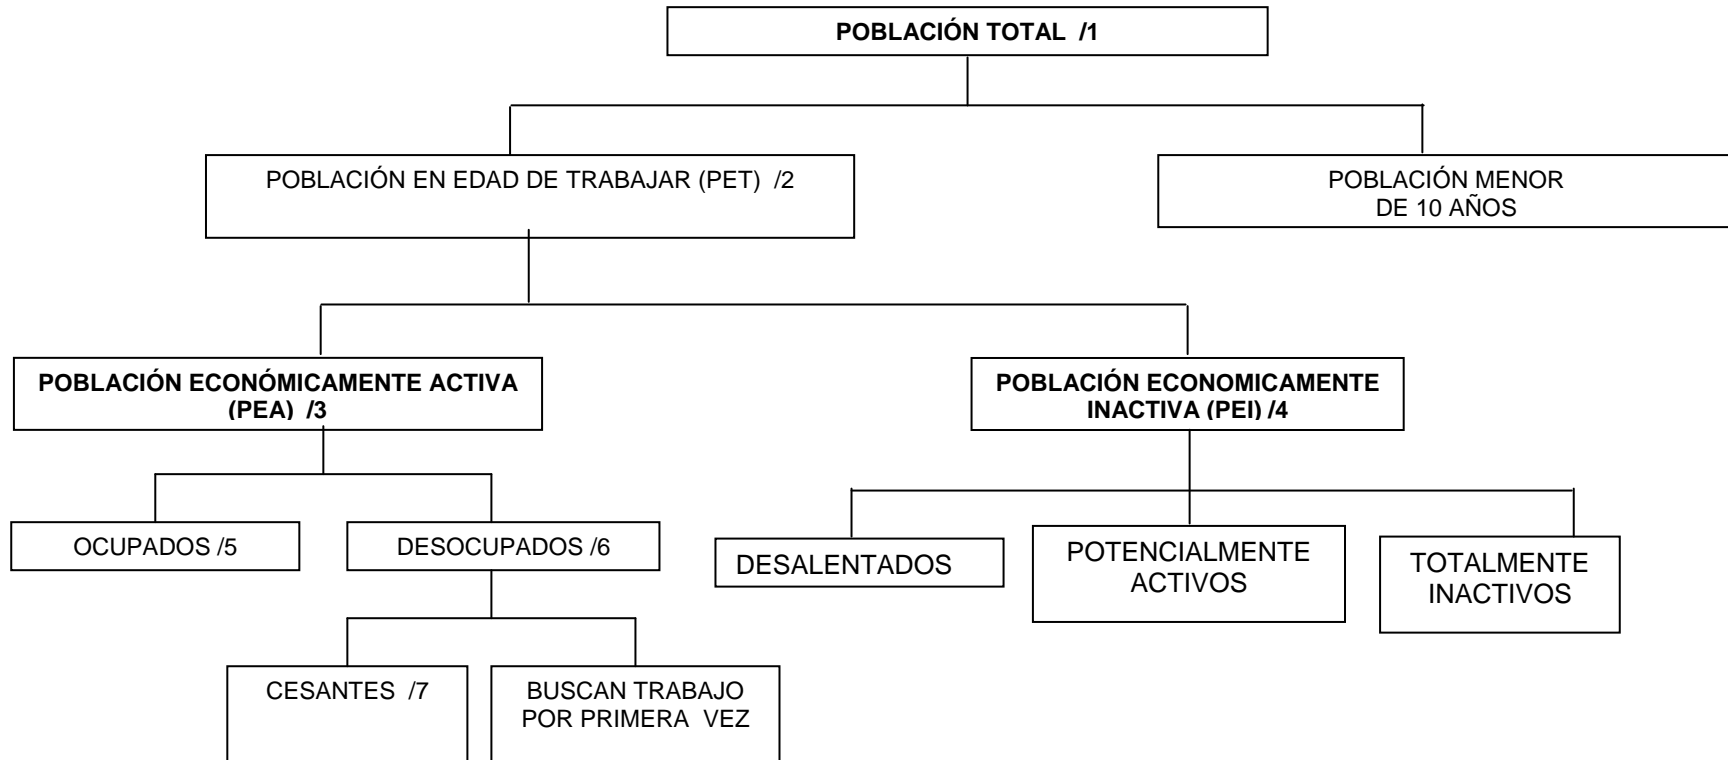 POBLACIÓN TOTAL /1
POBLACIÓN EN EDAD DE TRABAJAR (PET) /2
POBLACIÓN MENOR
DE 10 AÑOS
POBLACIÓN ECONÓMICAMENTE ACTIVA
(PEA) /3
POBLACIÓN ECONOMICAMENTE
INACTIVA (PEI) /4
OCUPADOS /5
DESOCUPADOS /6
DESALENTADOS
POTENCIALMENTE
ACTIVOS
TOTALMENTE
INACTIVOS
CESANTES /7
BUSCAN TRABAJO
POR PRIMERA VEZ